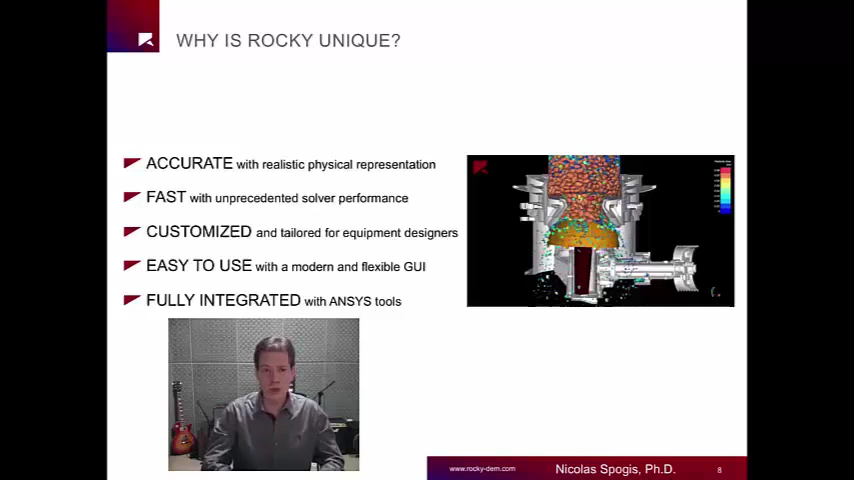 WHY IS ROCKY UNIQUE?
ACCURATE with realistic physical representation
FAST with unprecedented solver performance
CUSTOMIZED and tailored for equipment designers
EASY TO USE with a modern and flexible GUI
FULLY INTEGRATED with ANSYS tools
www.rocky-dem.com Nicolas Spogis, Ph.D. 8